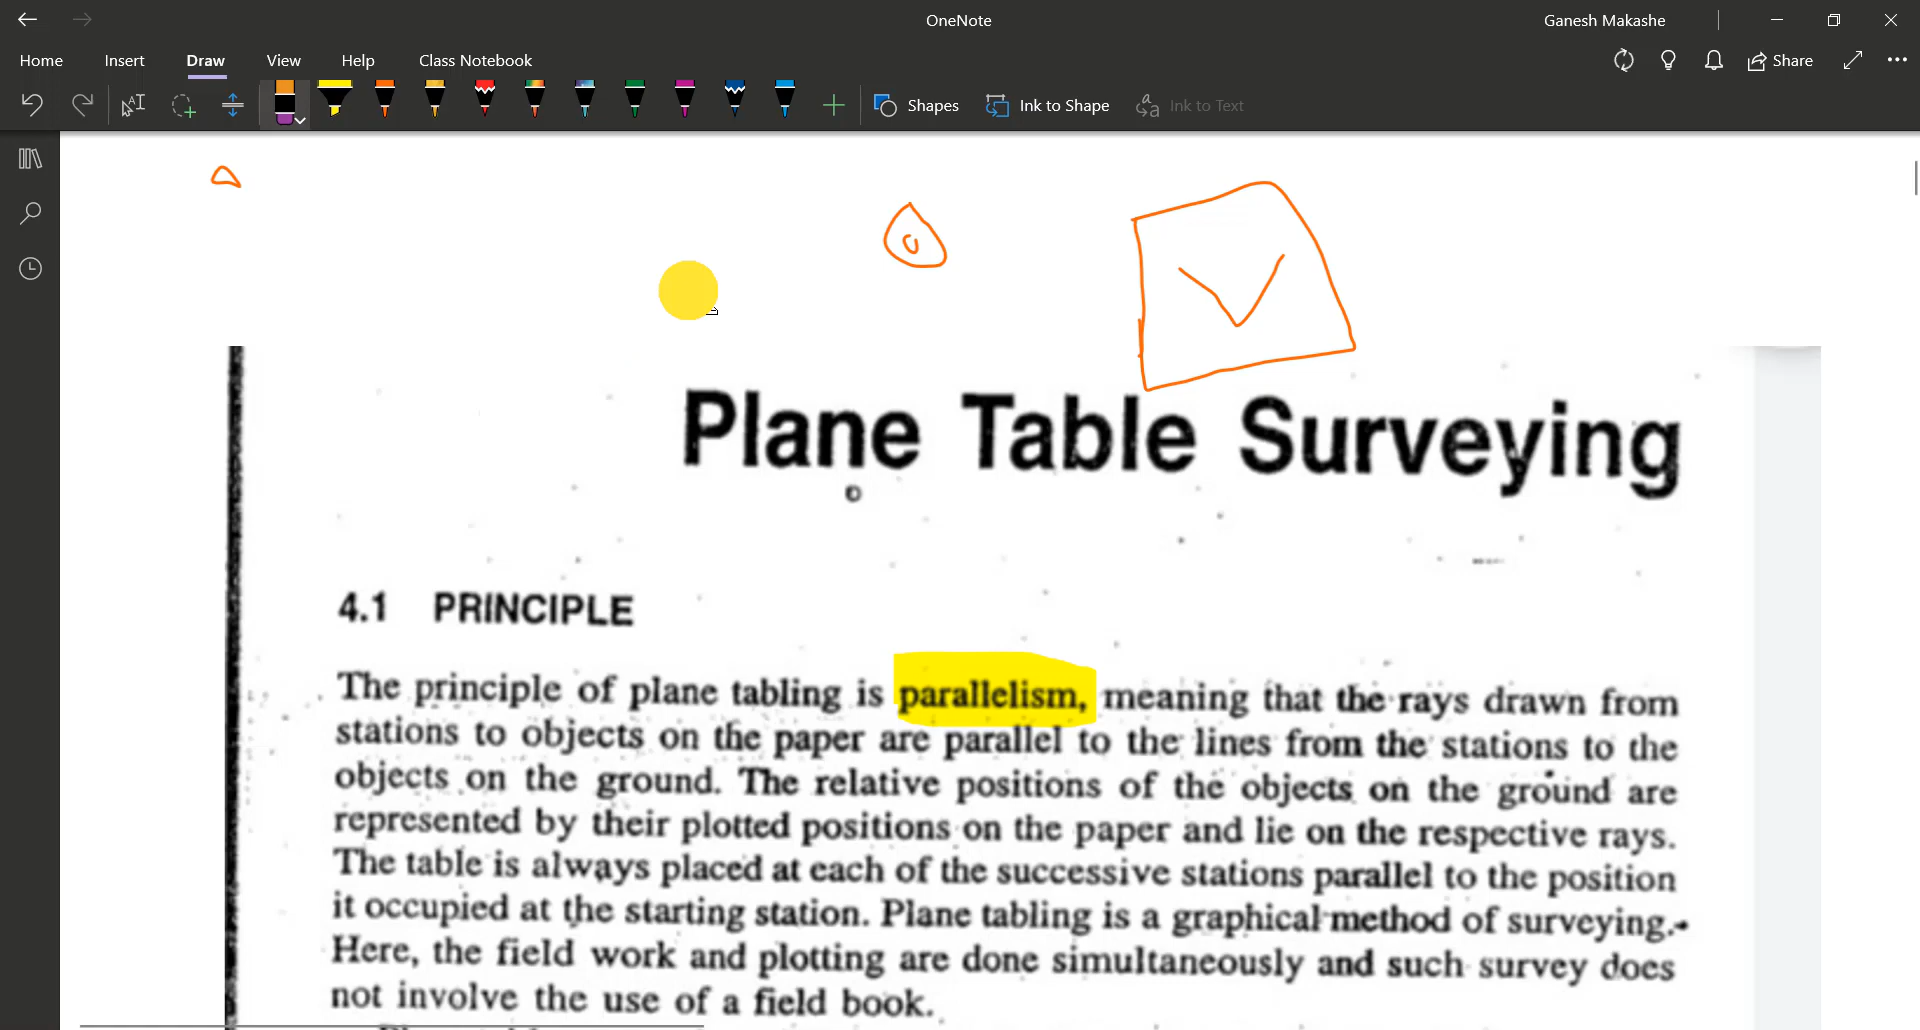 OneNote
Ganesh Makashe
Home Insert Draw View Help Class Notebook
Share
Shapes Ink to Shape Ink to Text
Plane Table Surveying
4.1 PRINCIPLE
The principle of plane tabling is parallelism, meaning that the rays drawn from
stations to objects on the paper are parallel to the lines from the stations to the
objects on the ground. The relative positions of the objects on the ground are
represented by their plotted positions on the paper and lie on the respective rays.
The table is always placed at each of the successive stations parallel to the position
it occupied at the starting station. Plane tabling is a graphical method of surveying.
Here, the field work and plotting are done simultaneously and such survey does
not involve the use of a field book.